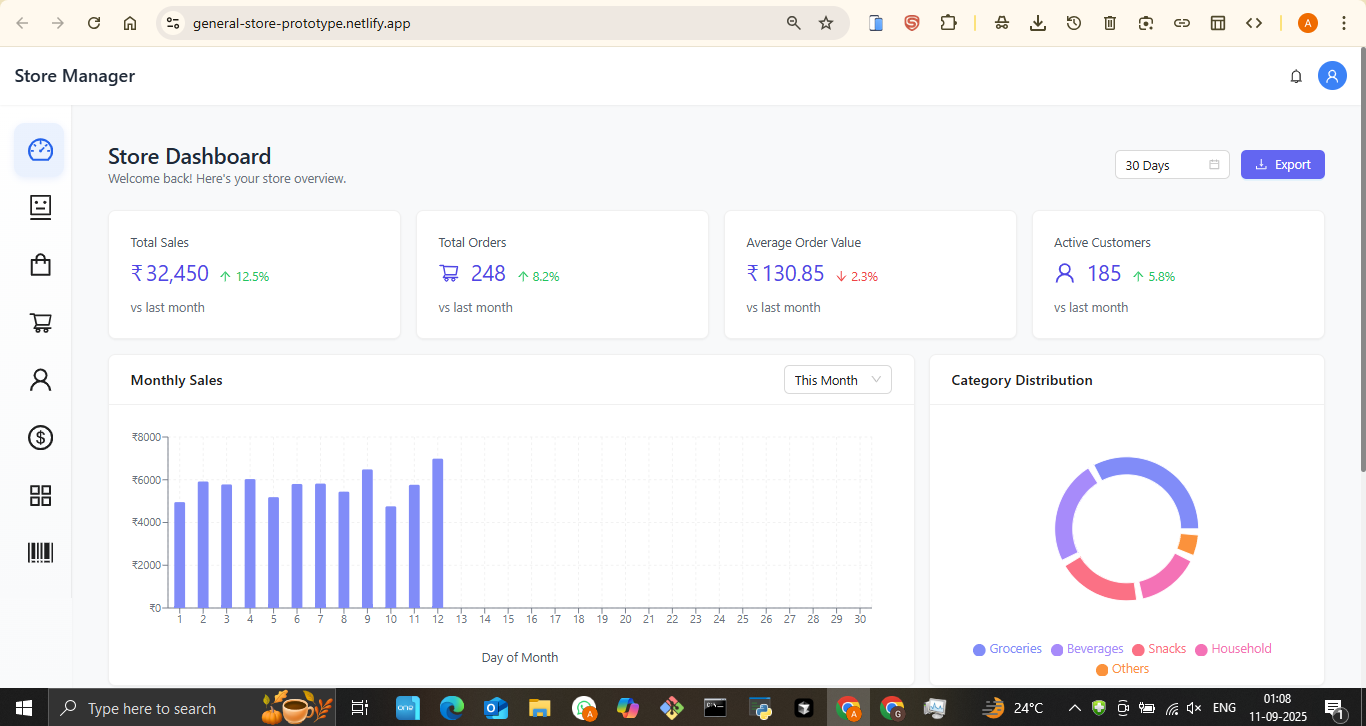 general-store-prototype.netlify.app
A
Store Manager
Store Dashboard
Welcome back! Here's your store overview.
30 Days
Export
Total Sales
₹ 32,450 12.5%
vs last month
Total Orders
248 8.2%
vs last month
Average Order Value
₹ 130.85 2.3%
vs last month
Active Customers
185 5.8%
vs last month
Monthly Sales
This Month
₹8000
₹6000
₹4000
₹2000
₹0
1 2 3 4 5 6 7 8 9 10 11 12 13 14 15 16 17 18 19 20 21 22 23 24 25 26 27 28 29 30
Day of Month
Category Distribution
Groceries Beverages Snacks Household
Others
Type here to search
one
A
A
G
24°C
ENG
01:08
11-09-2025
1